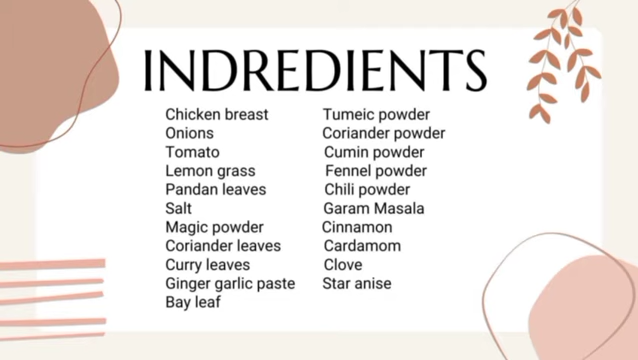 INDREDIENTS
Chicken breast
Onions
Tomato
Lemon grass
Pandan leaves
Salt
Magic powder
Coriander leaves
Curry leaves
Ginger garlic paste
Bay leaf
Tumeic powder
Coriander powder
Cumin powder
Fennel powder
Chili powder
Garam Masala
Cinnamon
Cardamom
Clove
Star anise